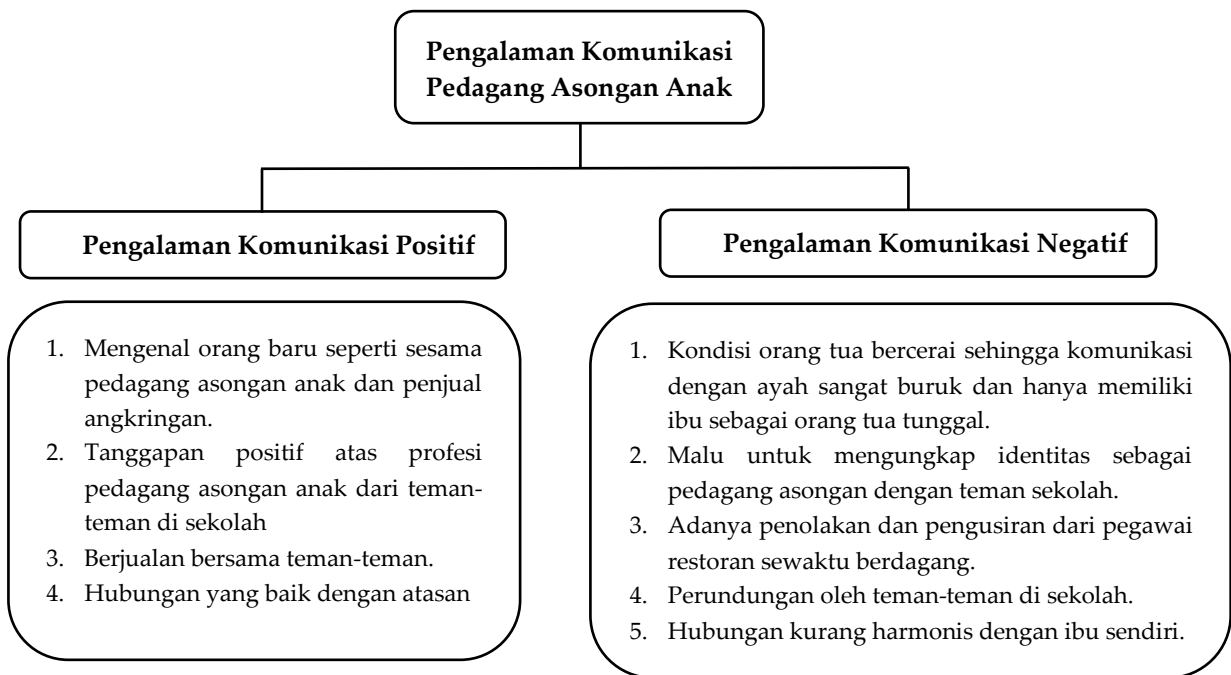 Pengalaman Komunikasi
Pedagang Asongan Anak
Pengalaman Komunikasi Positif
Pengalaman Komunikasi Negatif
1. Mengenal orang baru seperti sesama
pedagang asongan anak dan penjual
angkringan.
2. Tanggapan positif atas profesi
pedagang asongan anak dari teman-
teman di sekolah
3. Berjualan bersama teman-teman.
4. Hubungan yang baik dengan atasan
1. Kondisi orang tua bercerai sehingga komunikasi
dengan ayah sangat buruk dan hanya memiliki
ibu sebagai orang tua tunggal.
2. Malu untuk mengungkap identitas sebagai
pedagang asongan dengan teman sekolah.
3. Adanya penolakan dan pengusiran dari pegawai
restoran sewaktu berdagang.
4. Perundungan oleh teman-teman di sekolah.
5. Hubungan kurang harmonis dengan ibu sendiri.